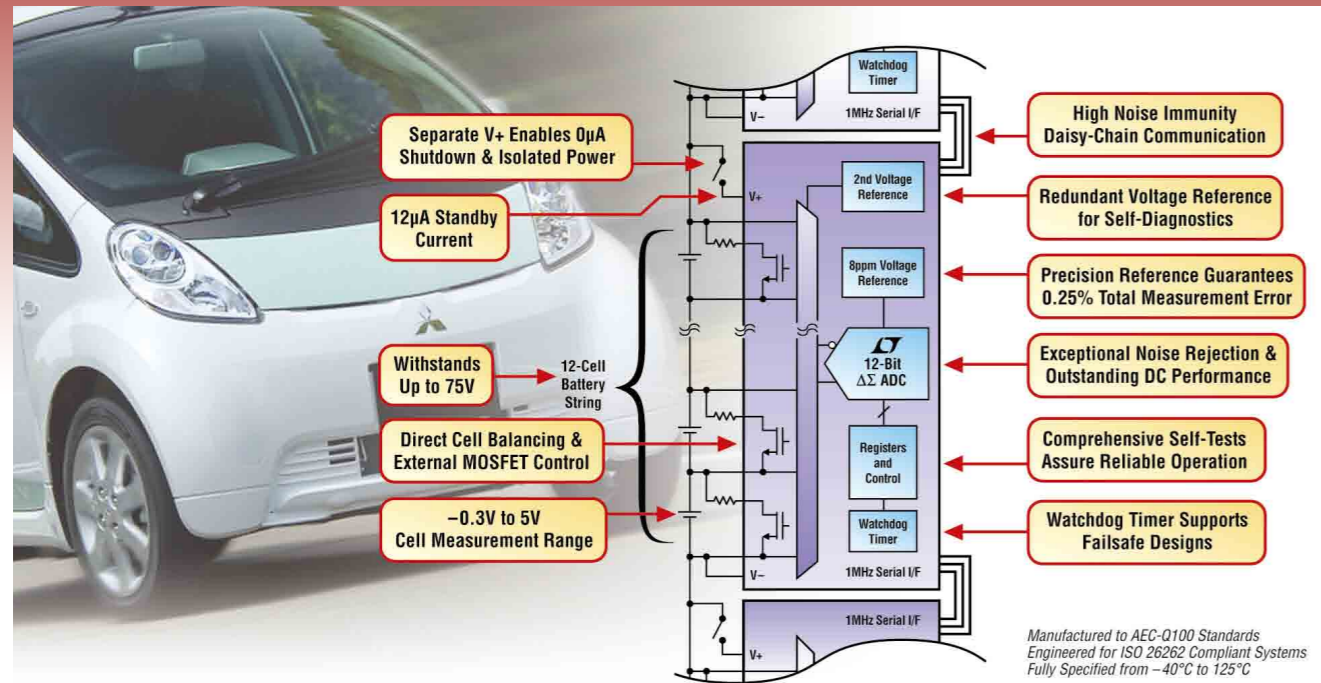 Watchdog
Timer
V−
1MHz Serial I/F
High Noise Immunity
Daisy-Chain Communication
Separate V+ Enables 0µA
Shutdown & Isolated Power
V+
2nd Voltage
Reference
Redundant Voltage Reference
for Self-Diagnostics
12µA Standby
Current
8ppm Voltage
Reference
Precision Reference Guarantees
0.25% Total Measurement Error
Withstands
Up to 75V
12-Cell
Battery
String
12-Bit
ΔΣ ADC
Exceptional Noise Rejection &
Outstanding DC Performance
Direct Cell Balancing &
External MOSFET Control
Registers
and
Control
Comprehensive Self-Tests
Assure Reliable Operation
−0.3V to 5V
Cell Measurement Range
Watchdog
Timer
Watchdog Timer Supports
Failsafe Designs
V−
1MHz Serial I/F
1MHz Serial I/F
V+
Manufactured to AEC-Q100 Standards
Engineered for ISO 26262 Compliant Systems
Fully Specified from −40°C to 125°C